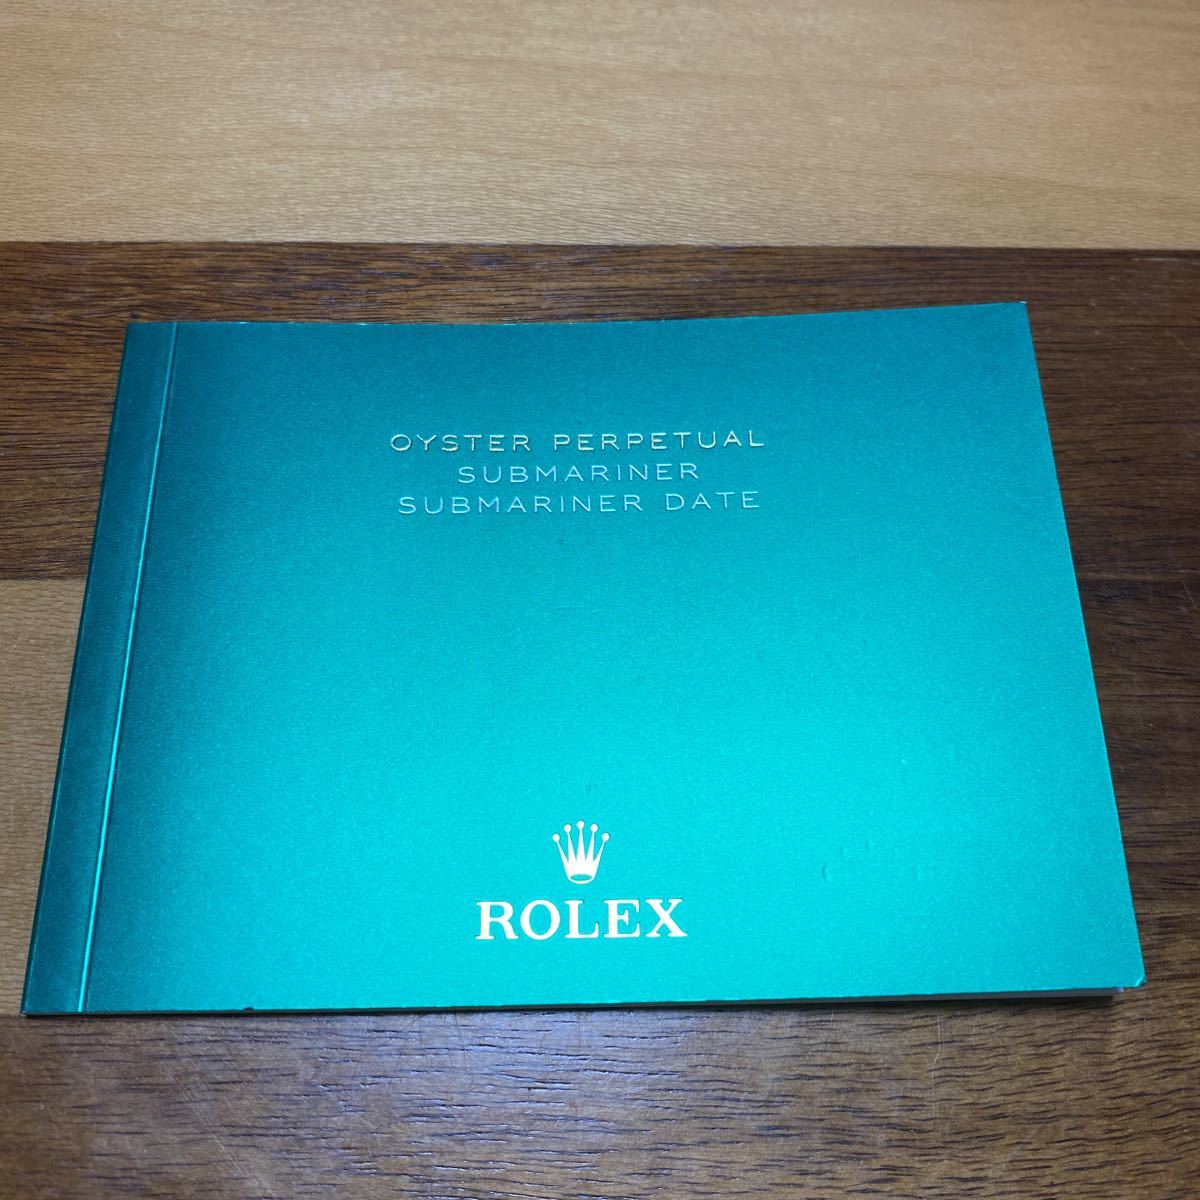 OYSTER PERPETUAL
SUBMARINER
SUBMARINER DATE
ROLEX